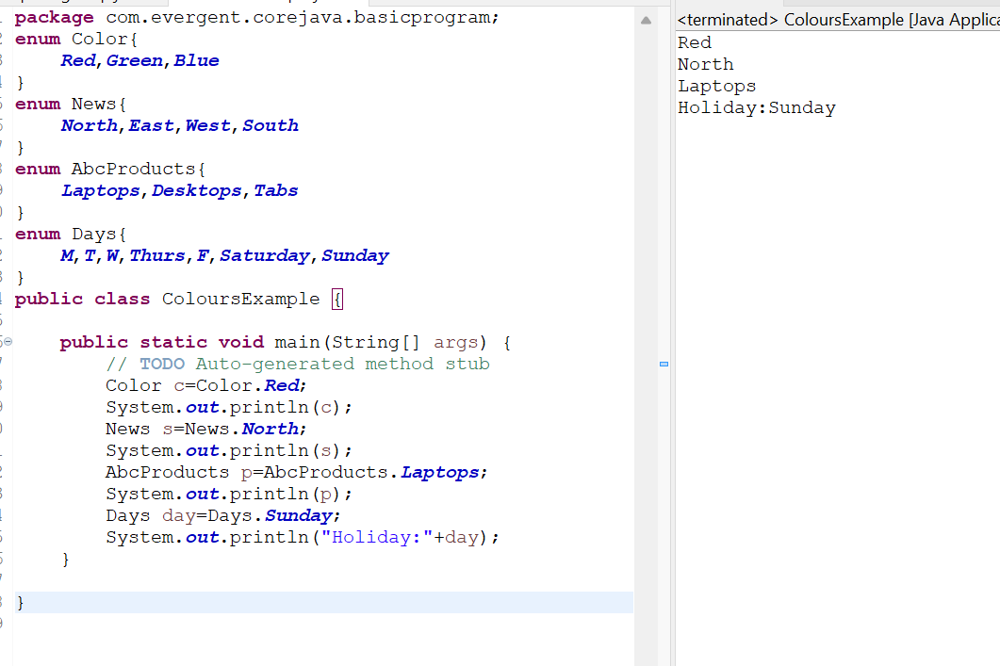 package com.evergent.corejava.basicprogram;
enum Color{
Red,Green,Blue
}
enum News{
North,East,West,South
}
enum AbcProducts{
Laptops,Desktops,Tabs
}
enum Days{
M,T,W,Thurs,F,Saturday,Sunday
}
public class ColoursExample {
public static void main(String[] args) {
// TODO Auto-generated method stub
Color c=Color.Red;
System.out.println(c);
News s=News.North;
System.out.println(s);
AbcProducts p=AbcProducts.Laptops;
System.out.println(p);
Days day=Days.Sunday;
System.out.println("Holiday:"+day);
}
}
<terminated> ColoursExample [Java Applica
Red
North
Laptops
Holiday:Sunday